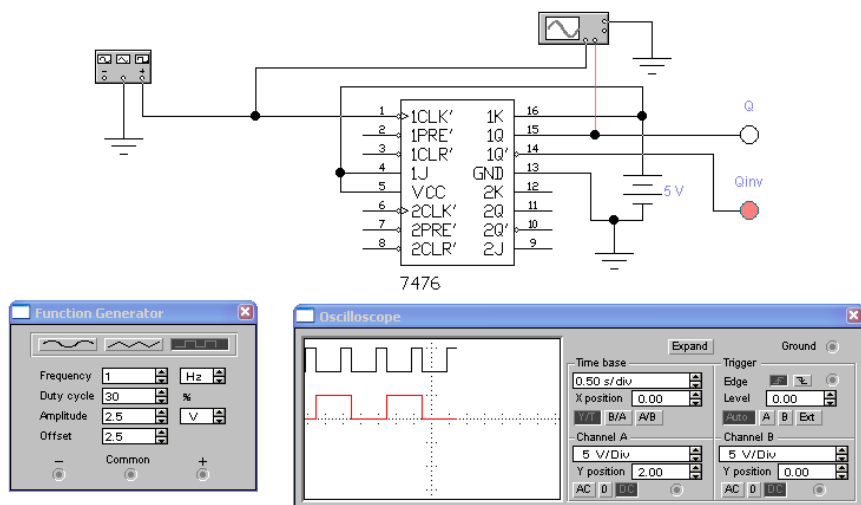 - +
Q
1 1CLK' 1K 16
2 1PRE' 1Q 15
3 1CLR' 1Q' 14
4 1J GND 13
5 VCC 2K 12
6 2CLK' 2Q 11
7 2PRE' 2Q' 10
8 2CLR' 2J 9
7476
5 V
Qinv
Function Generator
Frequency 1 Hz
Duty cycle 30 %
Amplitude 2.5 V
Offset 2.5
- Common +
Oscilloscope
Expand Ground
Time base
0.50 s/div
X position 0.00
Y/T B/A A/B
Trigger
Edge
Level 0.00
Auto A B Ext
Channel A
5 V/Div
Y position 2.00
AC 0 DC
Channel B
5 V/Div
Y position 0.00
AC 0 DC